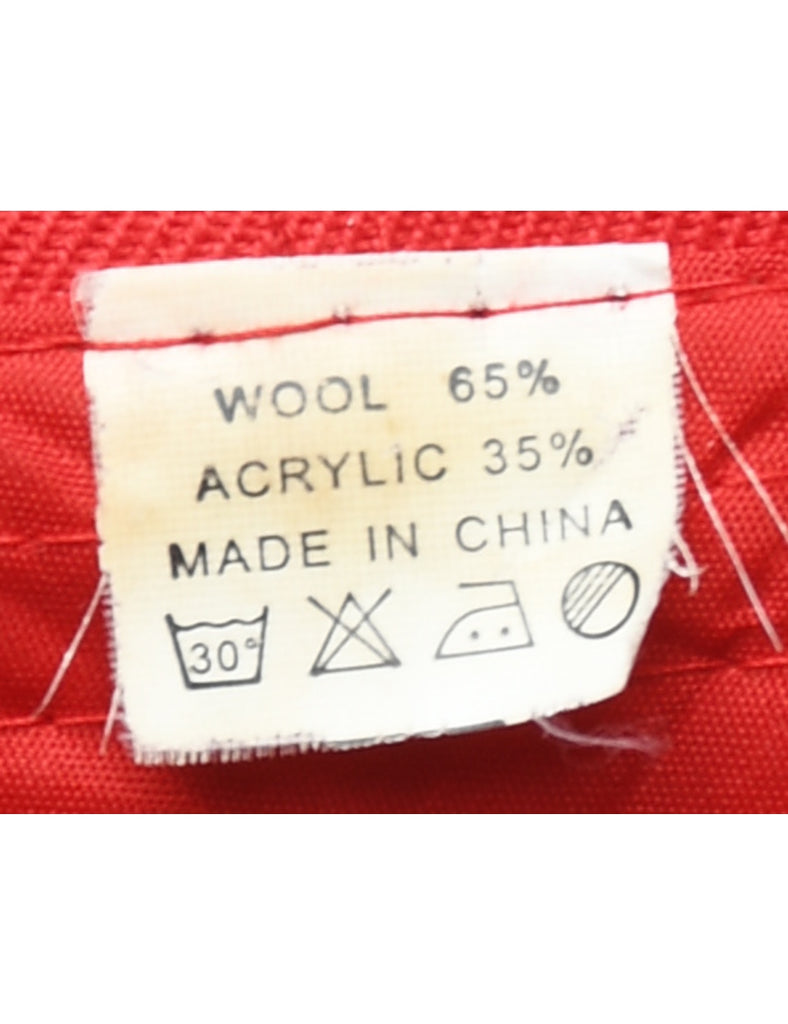 WOOL 65%
ACRYLIC 35%
MADE IN CHINA
30°